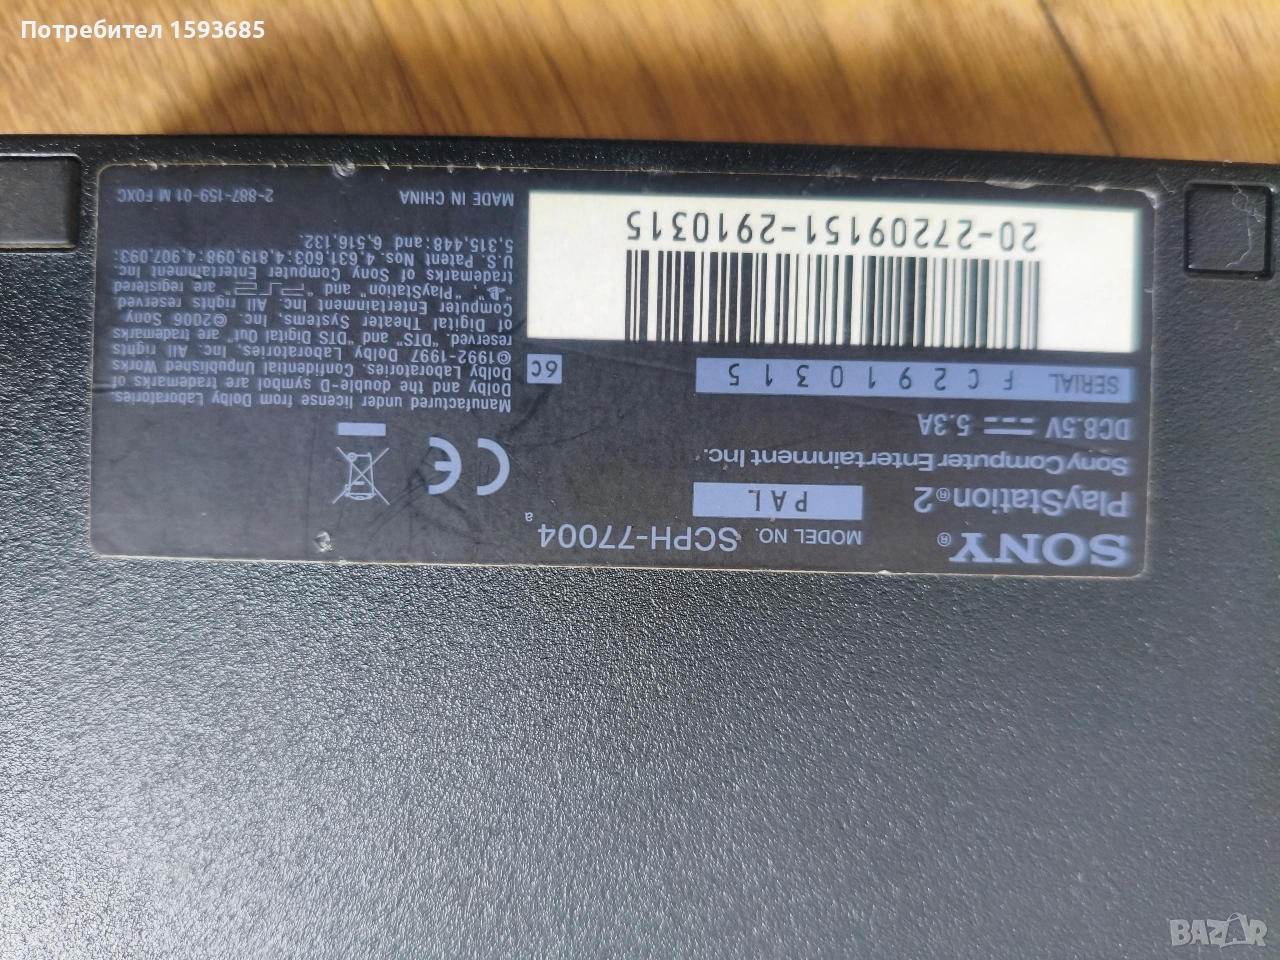 Потребител 1593685
SONY®
PlayStation®2
Sony Computer Entertainment Inc.
DC8.5V 5.3A
MODEL NO. SCPH-77004 a
PAL
SERIAL FC2910315
20-27209151-2910315
6C
CE
Manufactured under license from Dolby Laboratories.
Dolby and the double-D symbol are trademarks of
Dolby Laboratories. Confidential Unpublished Works
©1992-1997 Dolby Laboratories, Inc. All rights
reserved. "DTS" and "DTS Digital Out" are trademarks
of Digital Theater Systems, Inc. ©2006 Sony
Computer Entertainment Inc. All rights reserved.
" ", "PlayStation" and "PS2" are registered
trademarks of Sony Computer Entertainment Inc.
U.S. Patent Nos. 4,631,603; 4,819,098; 4,907,093;
5,315,448; and 6,516,132.
MADE IN CHINA
2-887-159-01 M FOXC
BAZAR